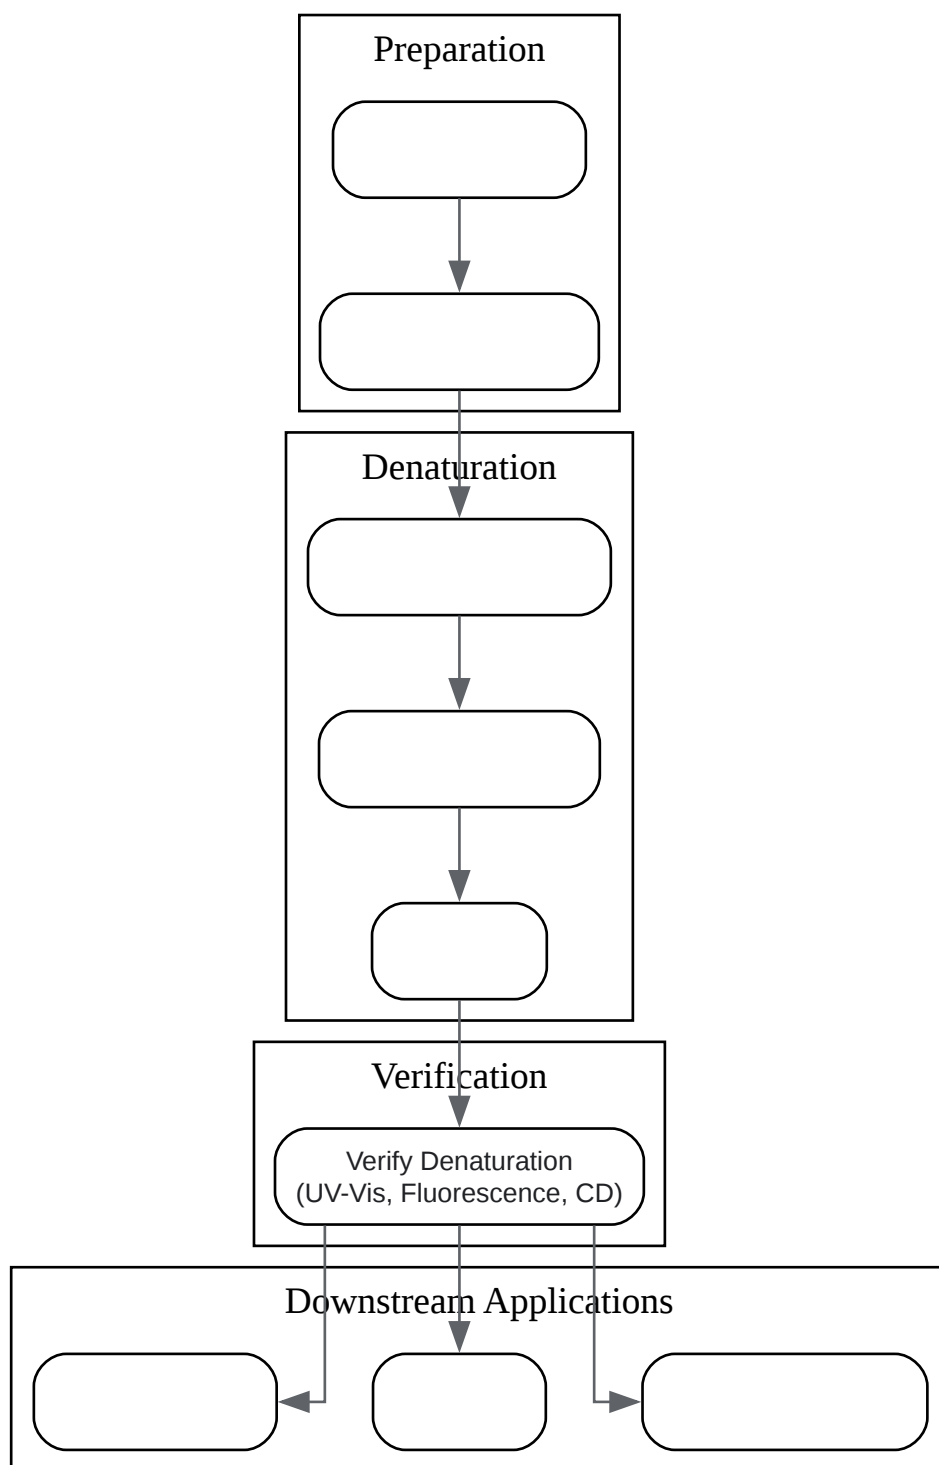 Preparation
Denaturation
Verification
Verify Denaturation
(UV-Vis, Fluorescence, CD)
Downstream Applications